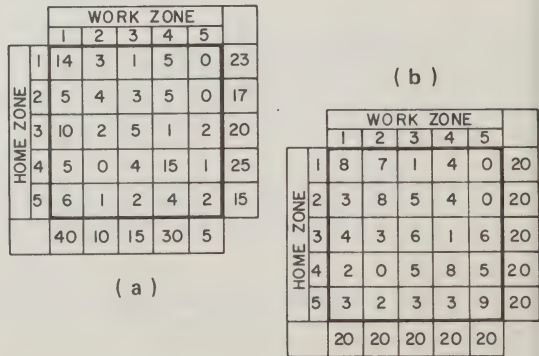 WORK ZONE
1 2 3 4 5
HOME ZONE
1 14 3 1 5 0 23
2 5 4 3 5 0 17
3 10 2 5 1 2 20
4 5 0 4 15 1 25
5 6 1 2 4 2 15
40 10 15 30 5
(a)
(b)
WORK ZONE
1 2 3 4 5
HOME ZONE
1 8 7 1 4 0 20
2 3 8 5 4 0 20
3 4 3 6 1 6 20
4 2 0 5 8 5 20
5 3 2 3 3 9 20
20 20 20 20 20